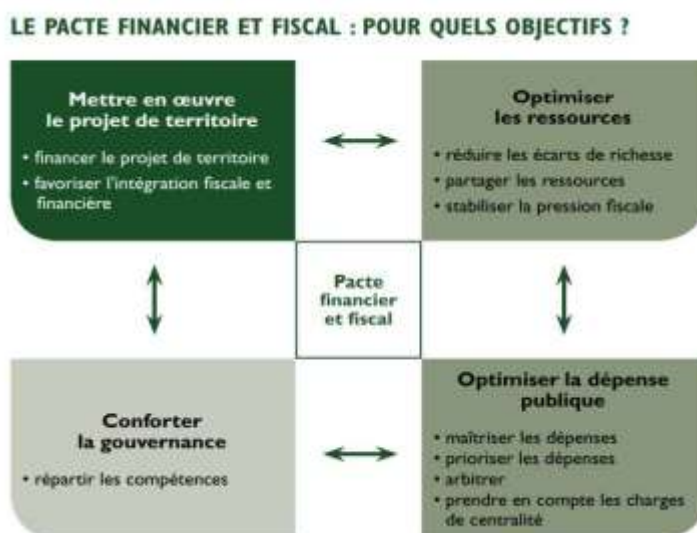 LE PACTE FINANCIER ET FISCAL : POUR QUELS OBJECTIFS ?
Mettre en œuvre
le projet de territoire
• financer le projet de territoire
• favoriser l'intégration fiscale et
financière
Optimiser
les ressources
• réduire les écarts de richesse
• partager les ressources
• stabiliser la pression fiscale
Pacte
financier
et fiscal
Conforter
la gouvernance
• répartir les compétences
Optimiser la dépense
publique
• maîtriser les dépenses
• prioriser les dépenses
• arbitrer
• prendre en compte les charges
de centralité